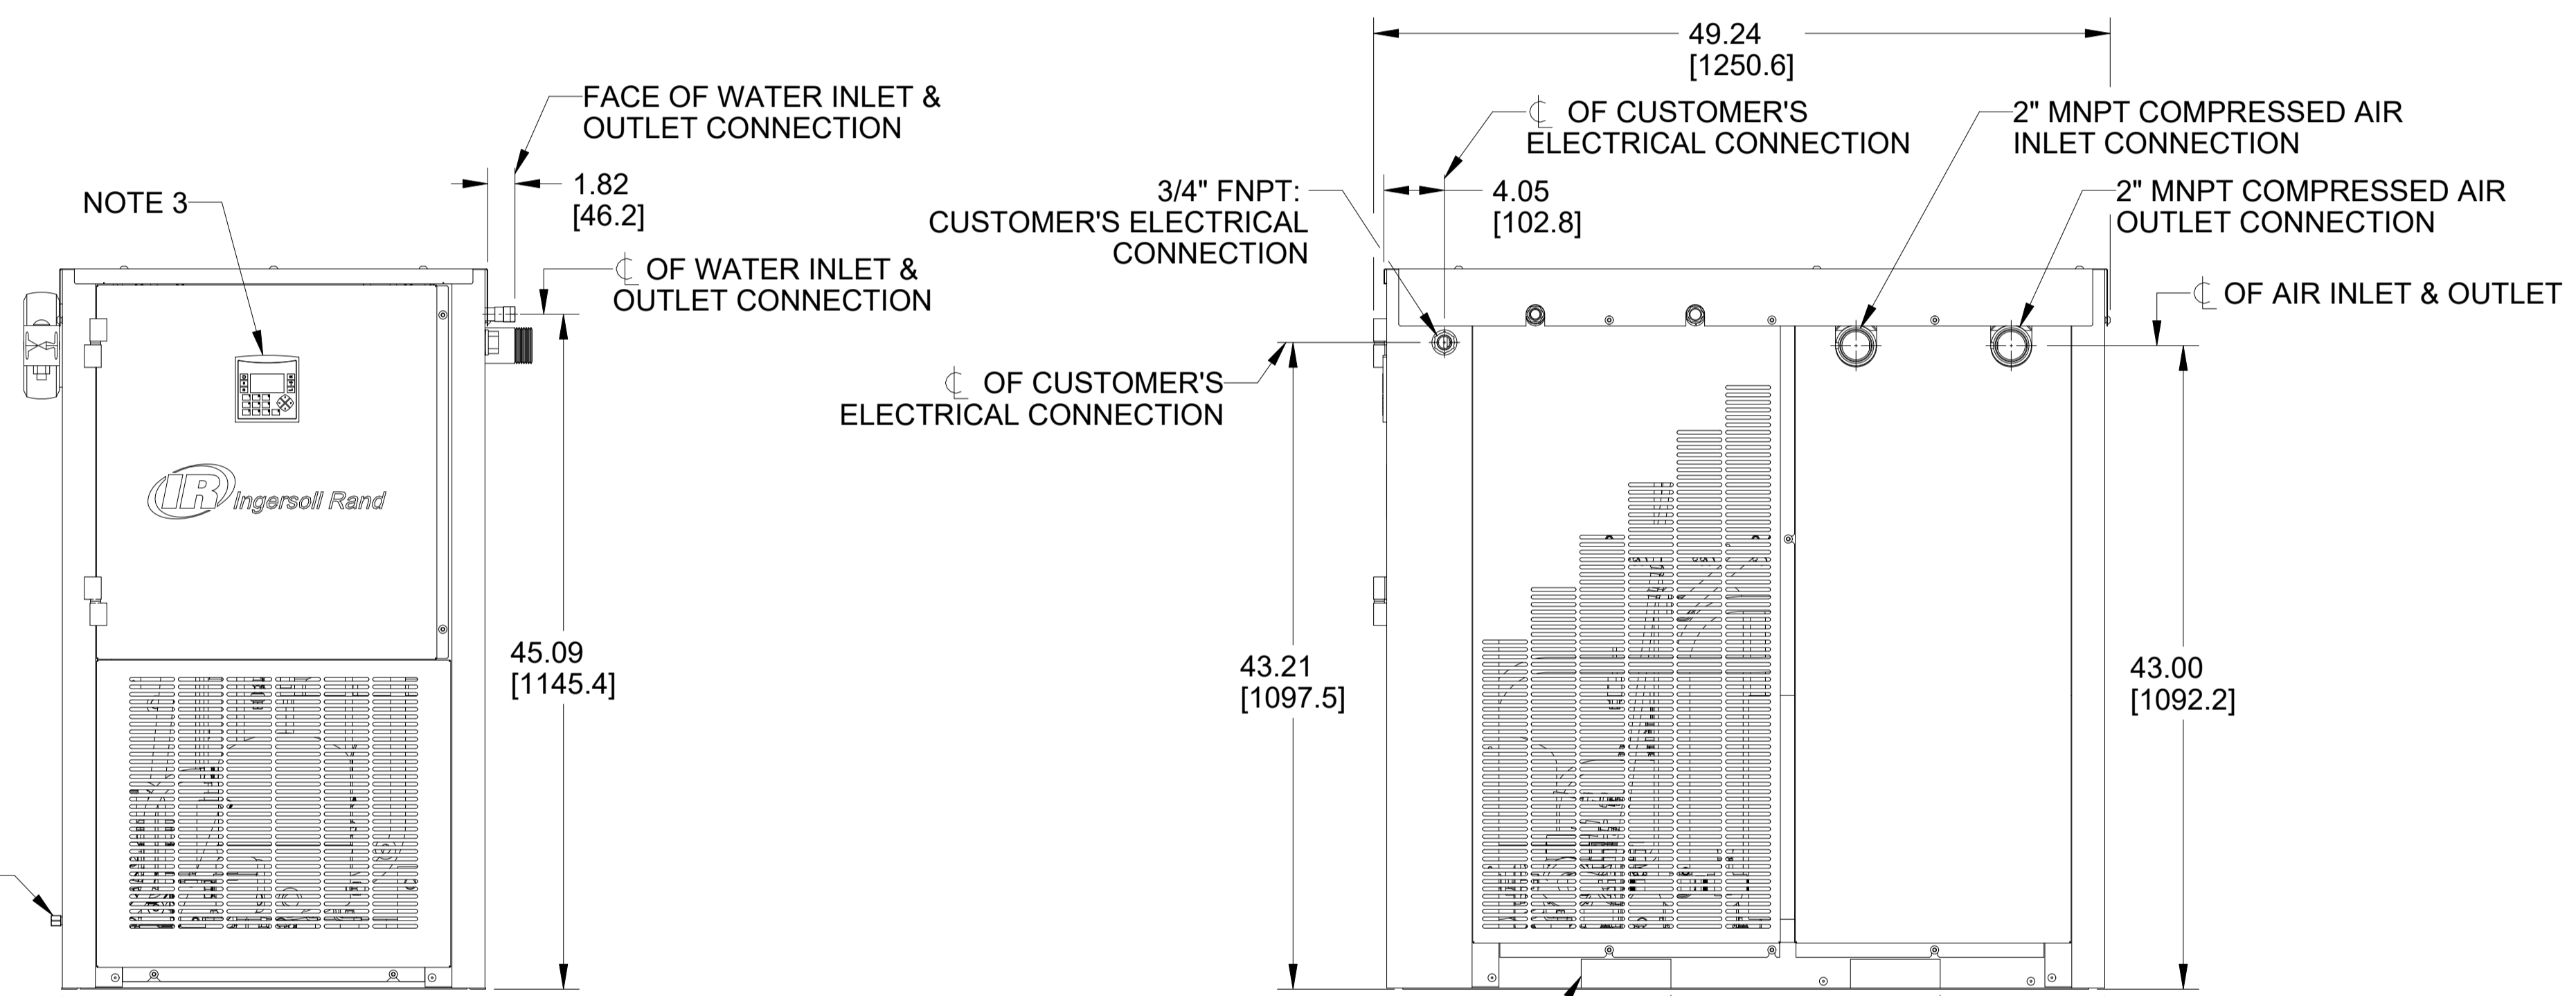 49.24
[1250.6]
FACE OF WATER INLET &
OUTLET CONNECTION
1.82
[46.2]
NOTE 3
℄ OF WATER INLET &
OUTLET CONNECTION
45.09
[1145.4]
IR Ingersoll Rand
℄ OF CUSTOMER'S
ELECTRICAL CONNECTION
2" MNPT COMPRESSED AIR
INLET CONNECTION
3/4" FNPT:
CUSTOMER'S ELECTRICAL
CONNECTION
4.05
[102.8]
2" MNPT COMPRESSED AIR
OUTLET CONNECTION
℄ OF AIR INLET & OUTLET
℄ OF CUSTOMER'S
ELECTRICAL CONNECTION
43.21
[1097.5]
43.00
[1092.2]